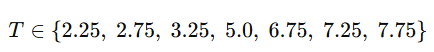 T ∈ {2.25, 2.75, 3.25, 5.0, 6.75, 7.25, 7.75}